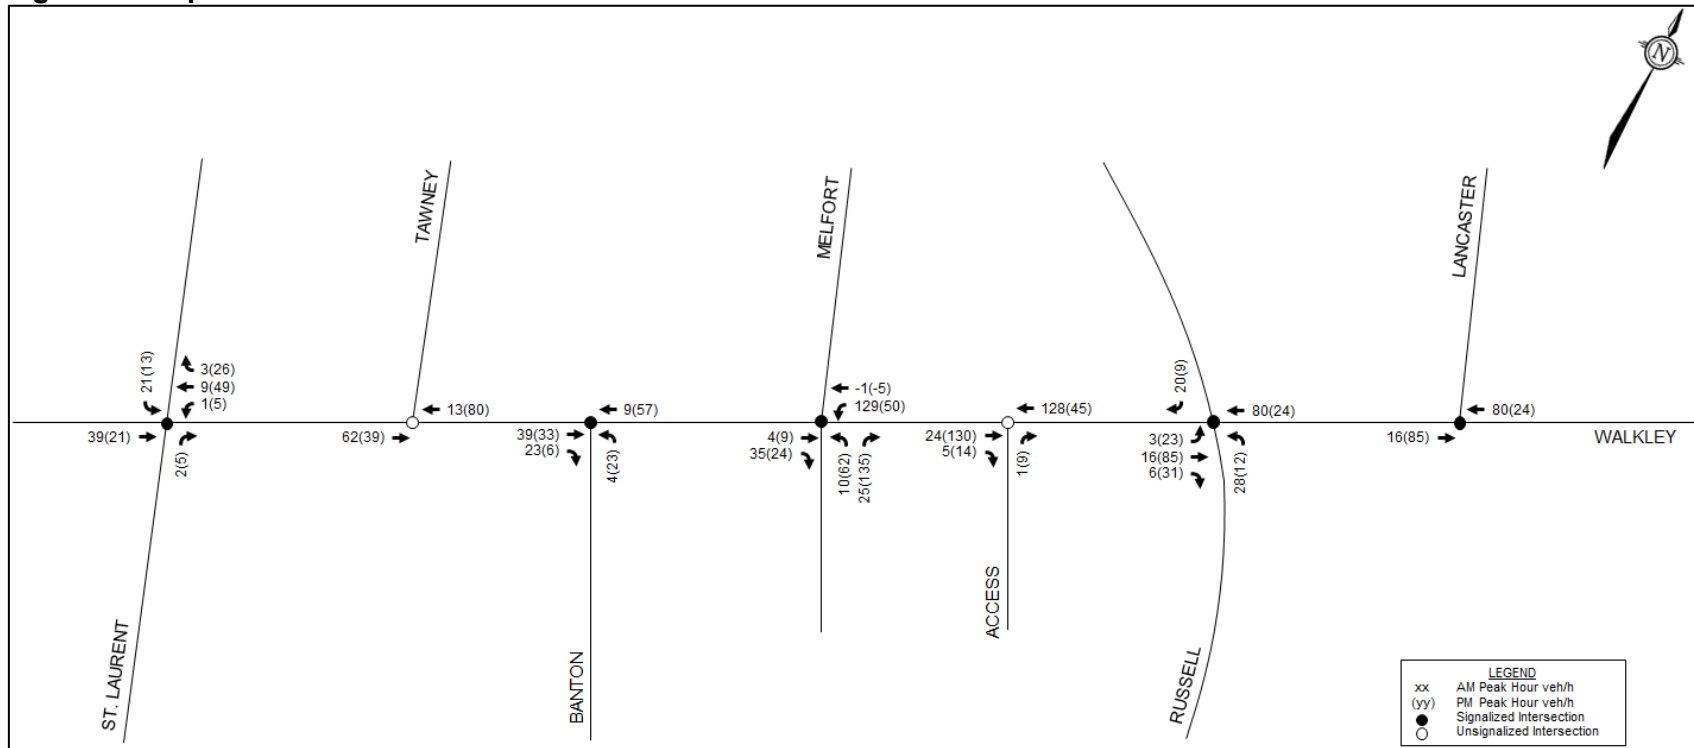 N
TAWNEY
MELFORT
LANCASTER
21(13)
3(26)
9(49)
1(5)
39(21)
2(5)
13(80)
62(39)
9(57)
39(33)
23(6)
4(23)
-1(-5)
129(50)
4(9)
35(24)
10(62)
25(135)
128(45)
24(130)
5(14)
1(9)
20(9)
80(24)
3(23)
16(85)
6(31)
28(12)
80(24)
16(85)
WALKLEY
ST. LAURENT
BANTON
ACCESS
RUSSELL
LEGEND
xx AM Peak Hour veh/h
(yy) PM Peak Hour veh/h
Signalized Intersection
Unsignalized Intersection